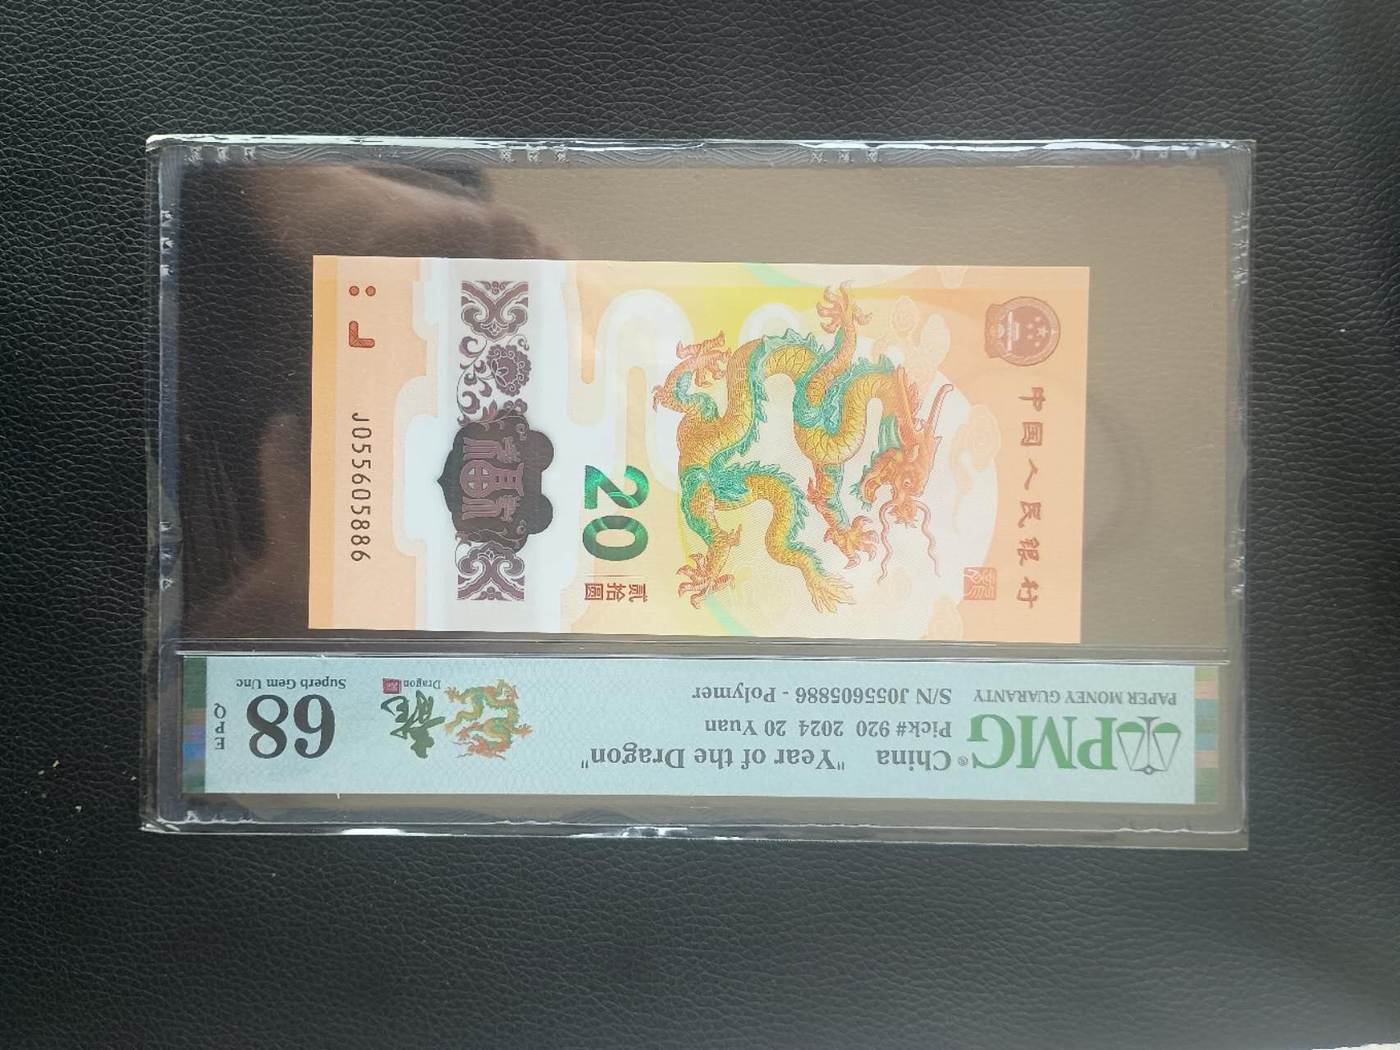 PMG
PAPER MONEY GUARANTY
China "Year of the Dragon"
Pick# 920 2024 20 Yuan
S/N J055605886 - Polymer
龍
Dragon
68
Superb Gem Unc
EPQ
中国人民银行
20
贰拾圆
福
J055605886